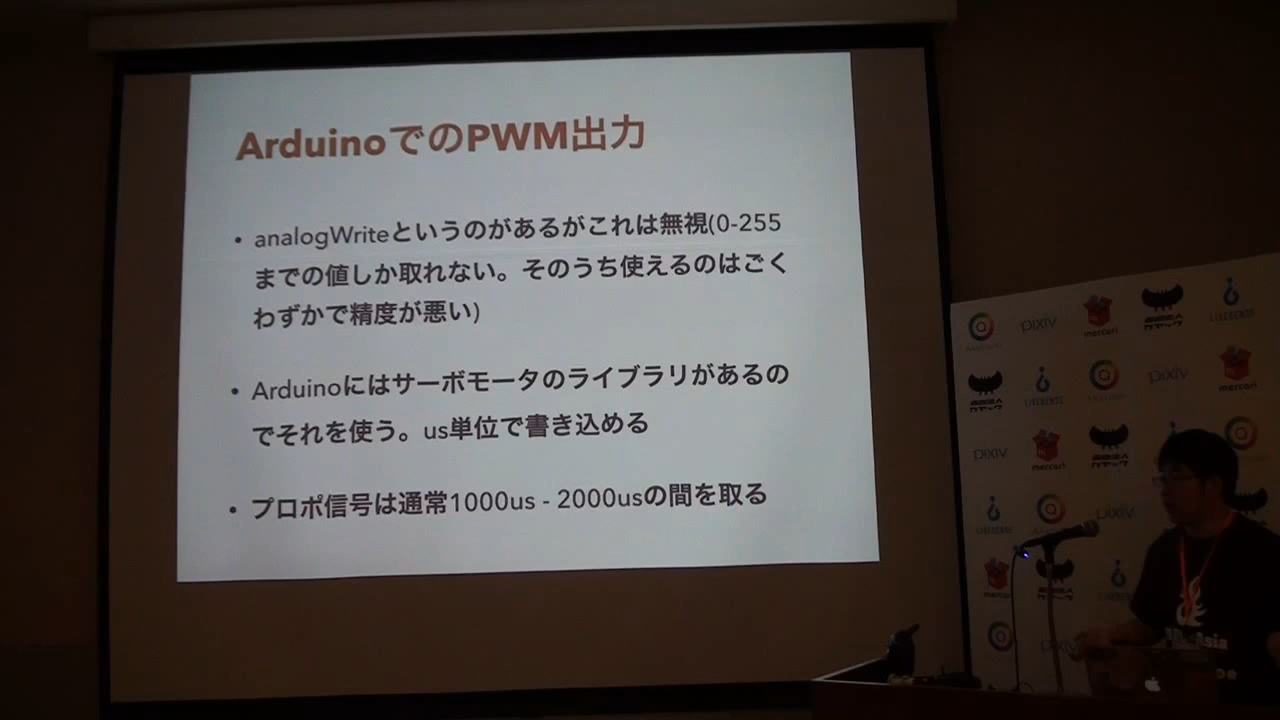 ArduinoでのPWM出力
• analogWriteというのがあるがこれは無視(0-255
までの値しか取れない。そのうち使えるのはごく
わずかで精度が悪い)
• Arduinoにはサーボモータのライブラリがあるの
でそれを使う。us単位で書き込める
• プロポ信号は通常1000us - 2000usの間を取る
pixiv
mercari
LIVESENSE
LIVESENSE
pixiv
mercari
pixiv
mercari
LIVESENSE
pixiv
pixiv
Asia